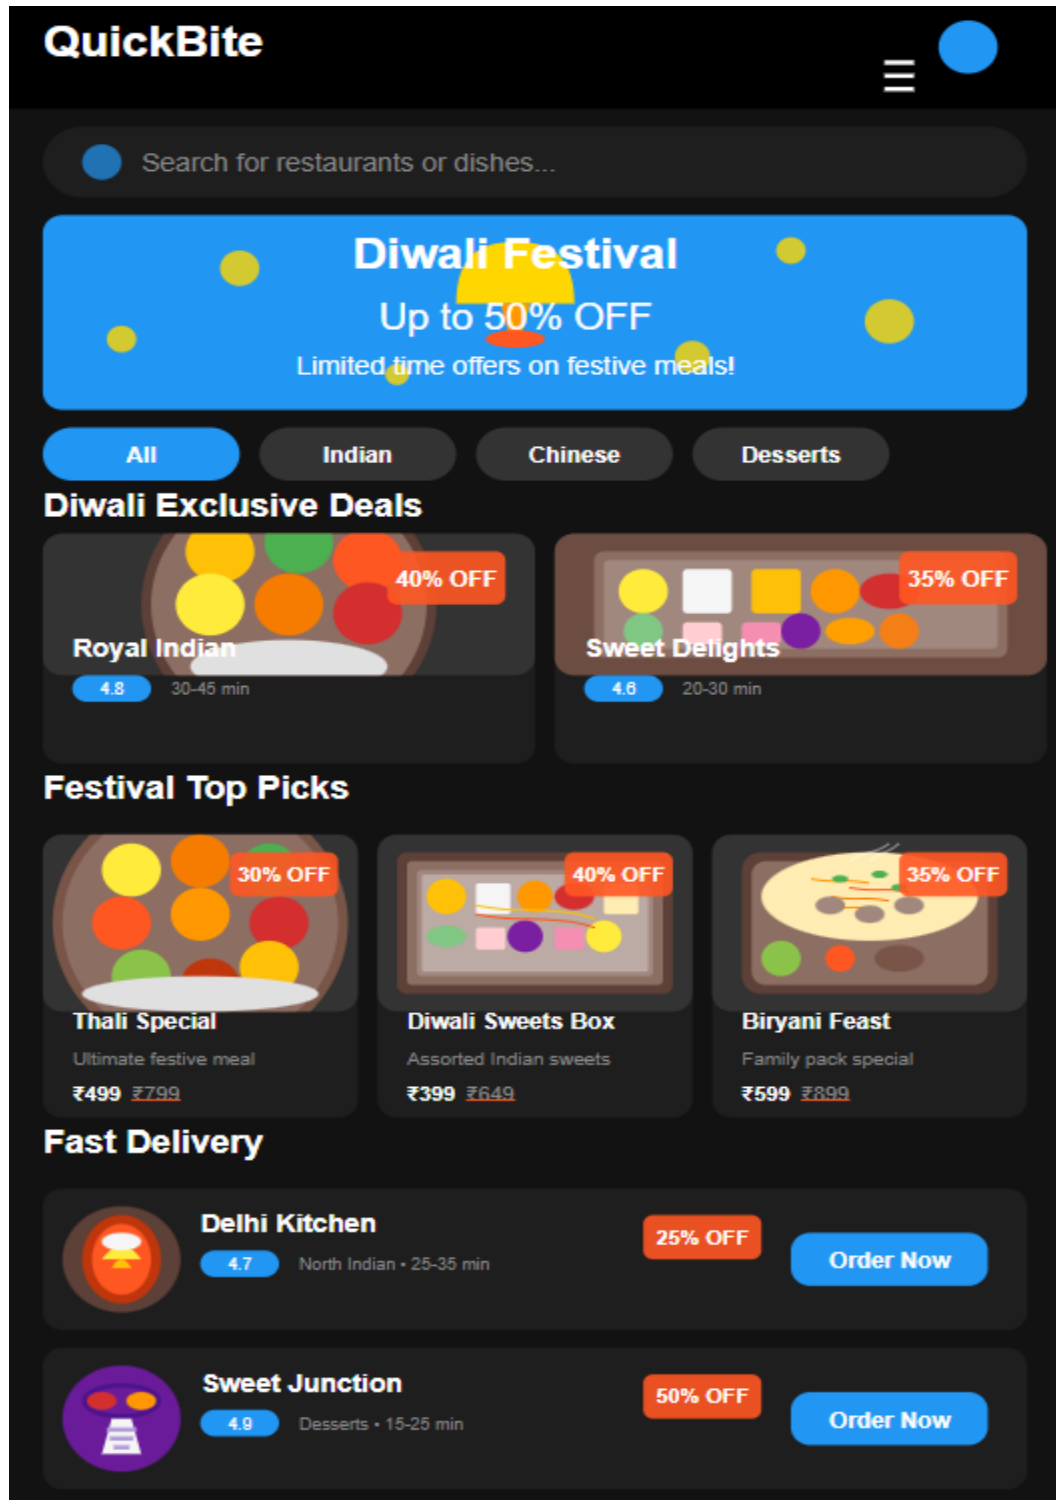 QuickBite
Search for restaurants or dishes...
Diwali Festival
Up to 50% OFF
Limited time offers on festive meals!
All
Indian
Chinese
Desserts
Diwali Exclusive Deals
40% OFF
Royal Indian
4.8
30-45 min
35% OFF
Sweet Delights
4.6
20-30 min
Festival Top Picks
30% OFF
Thali Special
Ultimate festive meal
₹499 ₹799
40% OFF
Diwali Sweets Box
Assorted Indian sweets
₹399 ₹649
35% OFF
Biryani Feast
Family pack special
₹599 ₹899
Fast Delivery
Delhi Kitchen
4.7
North Indian • 25-35 min
25% OFF
Order Now
Sweet Junction
4.9
Desserts • 15-25 min
50% OFF
Order Now